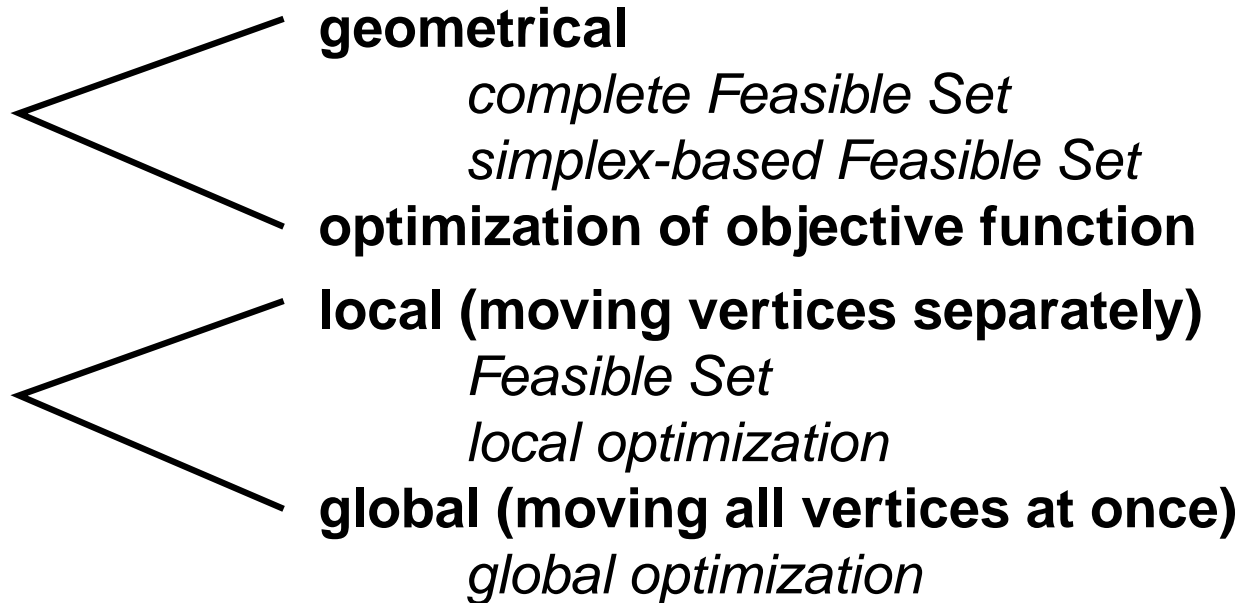 geometrical
complete Feasible Set
simplex-based Feasible Set
optimization of objective function
local (moving vertices separately)
Feasible Set
local optimization
global (moving all vertices at once)
global optimization